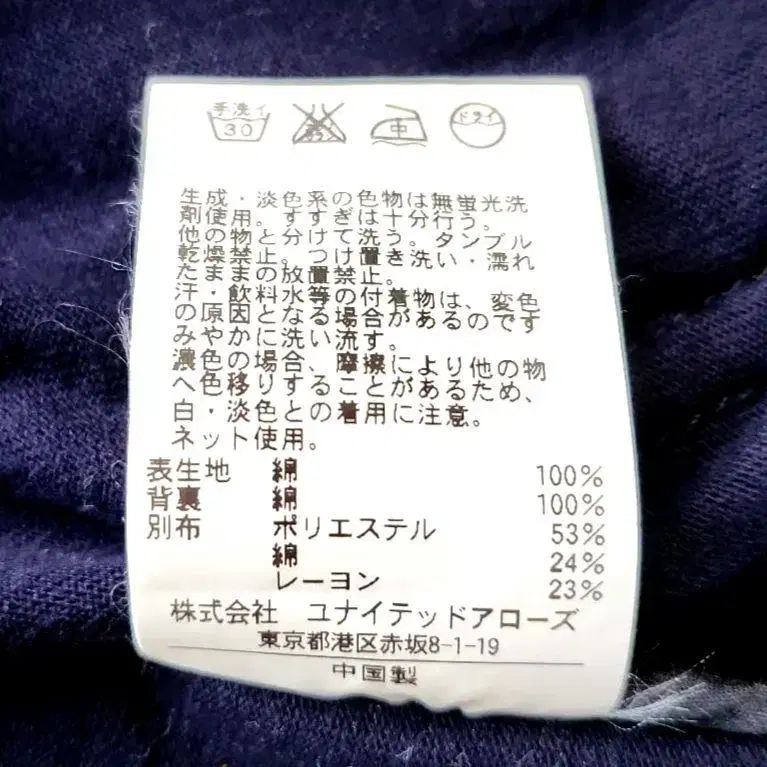 手洗イ ドライ
30 エンソサラシ 中
生成・淡色系の色物は無蛍光洗
剤使用。すすぎは十分行う。
他の物と分けて洗う。タンブル
乾燥禁止。つけ置き洗い・濡れ
たままの放置禁止。
汗・飲料水等の付着物は、変色
の原因となる場合があるのです
みやかに洗い流す。
濃色の場合、摩擦により他の物
へ色移りすることがあるため、
白・淡色との着用に注意。
ネット使用。
表生地 綿 100%
背裏 綿 100%
別布 ポリエステル 53%
綿 24%
レーヨン 23%
株式会社 ユナイテッドアローズ
東京都港区赤坂8-1-19
中国製